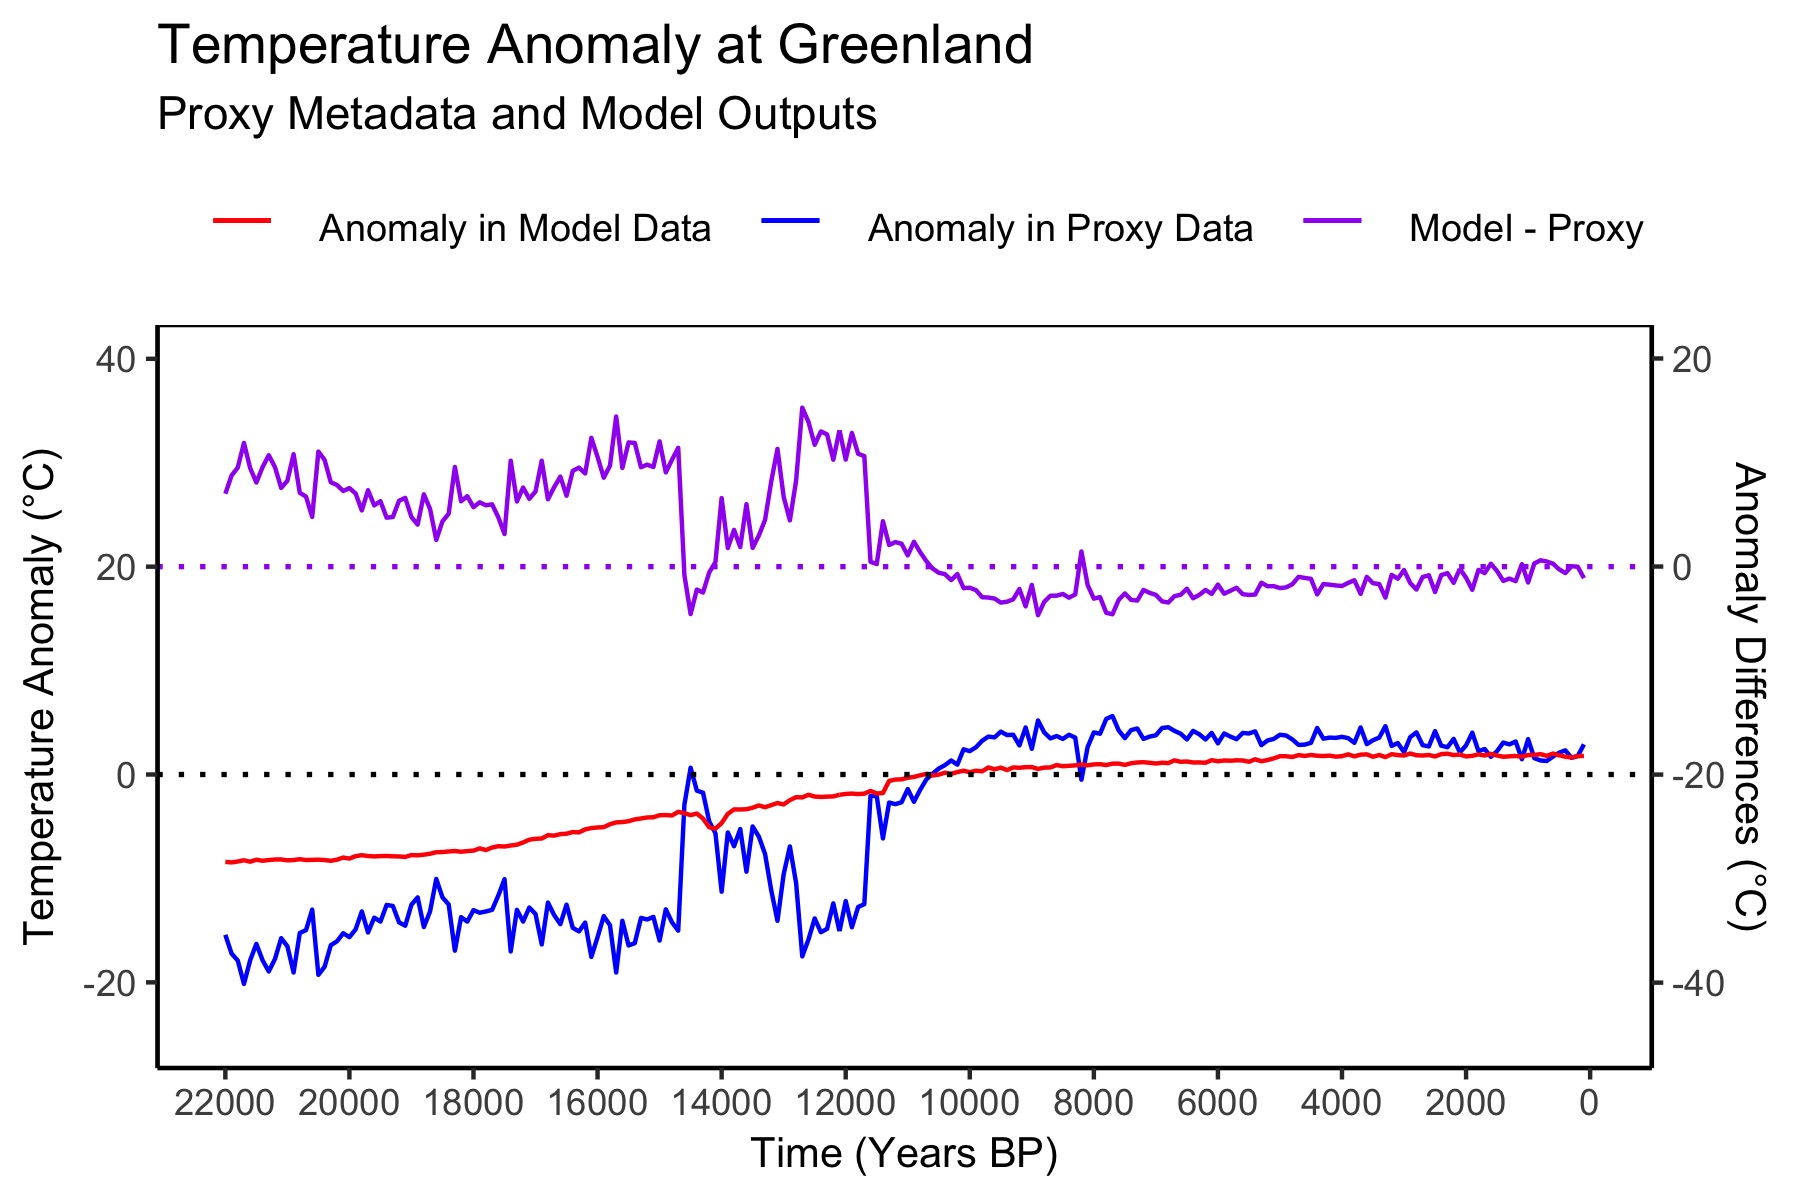 Temperature Anomaly at Greenland
Proxy Metadata and Model Outputs
Anomaly in Model Data
Anomaly in Proxy Data
Model - Proxy
Temperature Anomaly (°C)
40
20
0
-20
20
0
-20
-40
Anomaly Differences (°C)
22000 20000 18000 16000 14000 12000 10000 8000 6000 4000 2000 0
Time (Years BP)